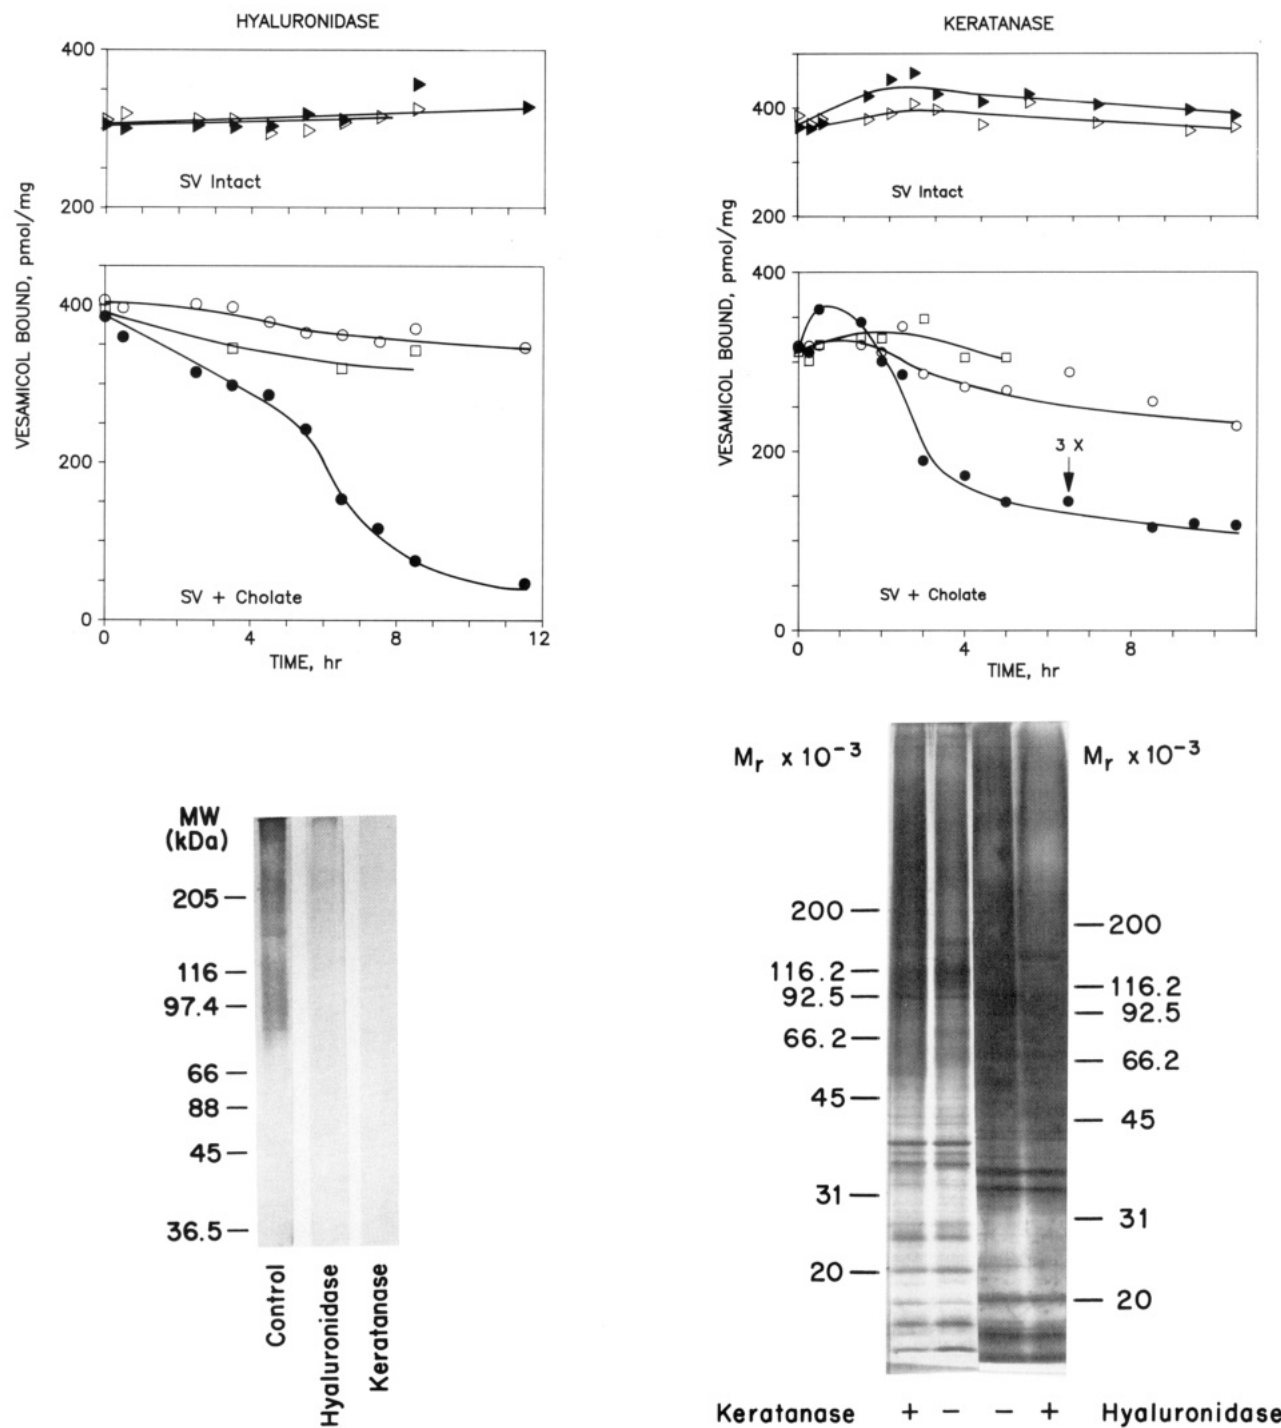 HYALURONIDASE
400
200
SV Intact
400
200
0
SV + Cholate
0 4 8 12
TIME, hr
VESAMICOL BOUND, pmol/mg
KERATANASE
400
200
SV Intact
400
200
0
3 X
SV + Cholate
0 4 8
TIME, hr
VESAMICOL BOUND, pmol/mg
MW
(kDa)
205
116
97.4
66
88
45
36.5
Control
Hyaluronidase
Keratanase
Mr x 10⁻³
200
116.2
92.5
66.2
45
31
20
Mr x 10⁻³
200
116.2
92.5
66.2
45
31
20
Keratanase + − − + Hyaluronidase